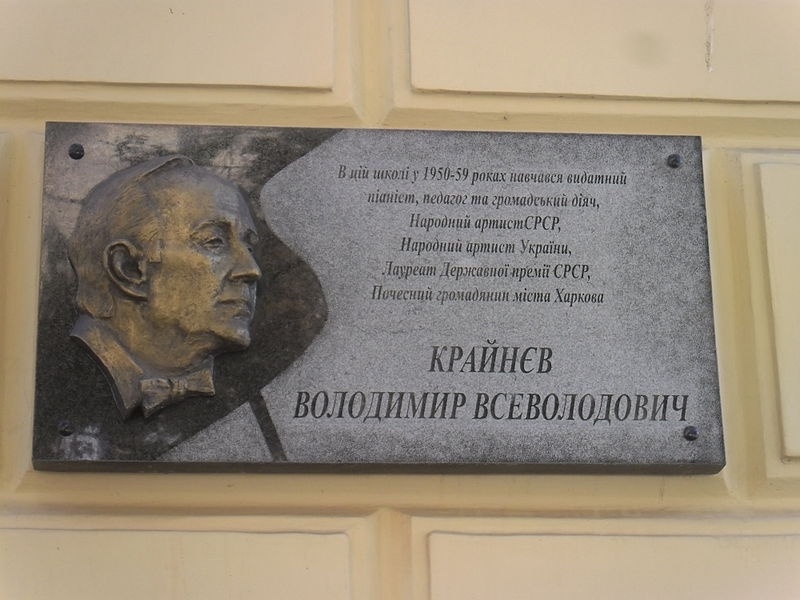 В цій школі у 1950-59 роках навчався видатний
піаніст, педагог та громадський діяч,
Народний артистСРСР,
Народний артист України,
Лауреат Державної премії СРСР,
Почесний громадянин міста Харкова
КРАЙНЄВ
ВОЛОДИМИР ВСЕВОЛОДОВИЧ